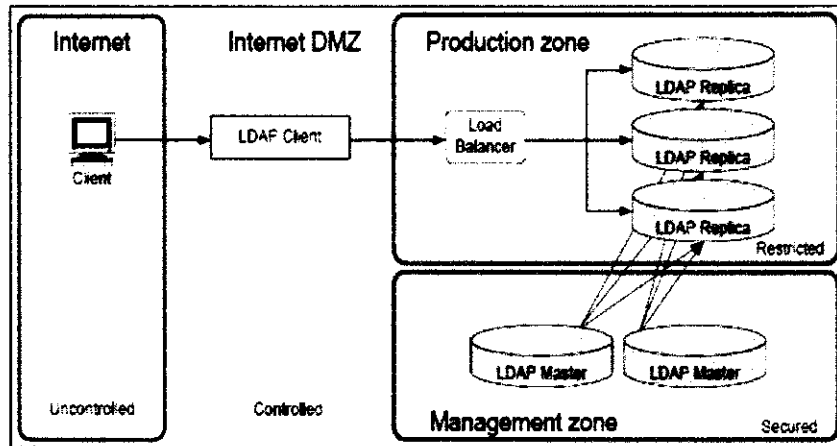 Internet
Internet DMZ
Production zone
LDAP Replica
LDAP Client
Load
Balancer
LDAP Replica
Client
LDAP Replica
Restricted
LDAP Master
LDAP Master
Uncontrolled
Controlled
Management zone
Secured